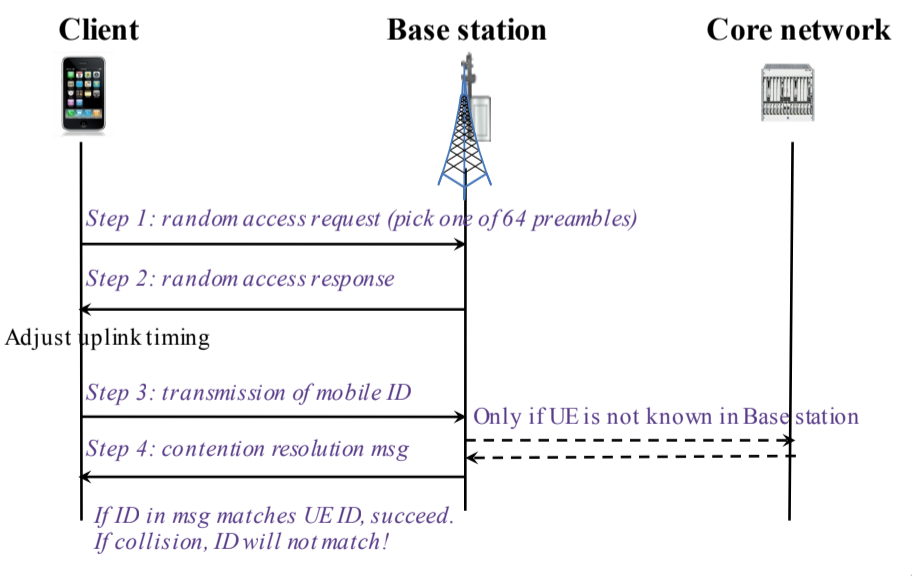 Client
Base station
Core network
Step 1: random access request (pick one of 64 preambles)
Step 2: random access response
Adjust uplink timing
Step 3: transmission of mobile ID
Only if UE is not known in Base station
Step 4: contention resolution msg
If ID in msg matches UE ID, succeed.
If collision, ID will not match!